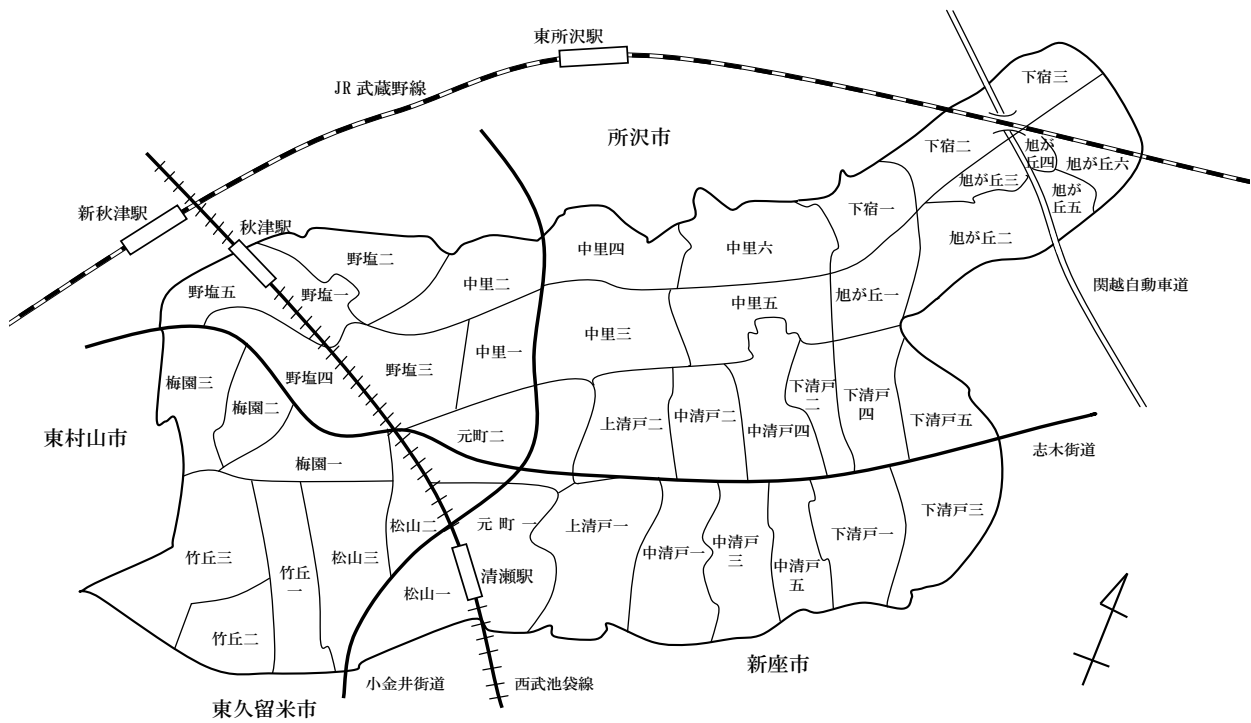 東所沢駅
下宿三
JR 武蔵野線
所沢市
下宿二
旭が
丘四
旭が丘六
旭が丘三
旭が
丘五
新秋津駅
秋津駅
下宿一
旭が丘二
中里四
中里六
野塩二
中里二
関越自動車道
野塩五
野塩一
旭が丘一
中里五
中里三
中里一
野塩三
野塩四
梅園三
梅園二
下清戸
二
下清戸
四
下清戸五
上清戸二
中清戸二
中清戸四
東村山市
元町二
志木街道
梅園一
下清戸三
松山二
元 町 一
上清戸一
下清戸一
中清戸一
中清戸
三
竹丘三
松山三
竹丘
一
清瀬駅
中清戸
五
松山一
竹丘二
新座市
小金井街道
西武池袋線
東久留米市